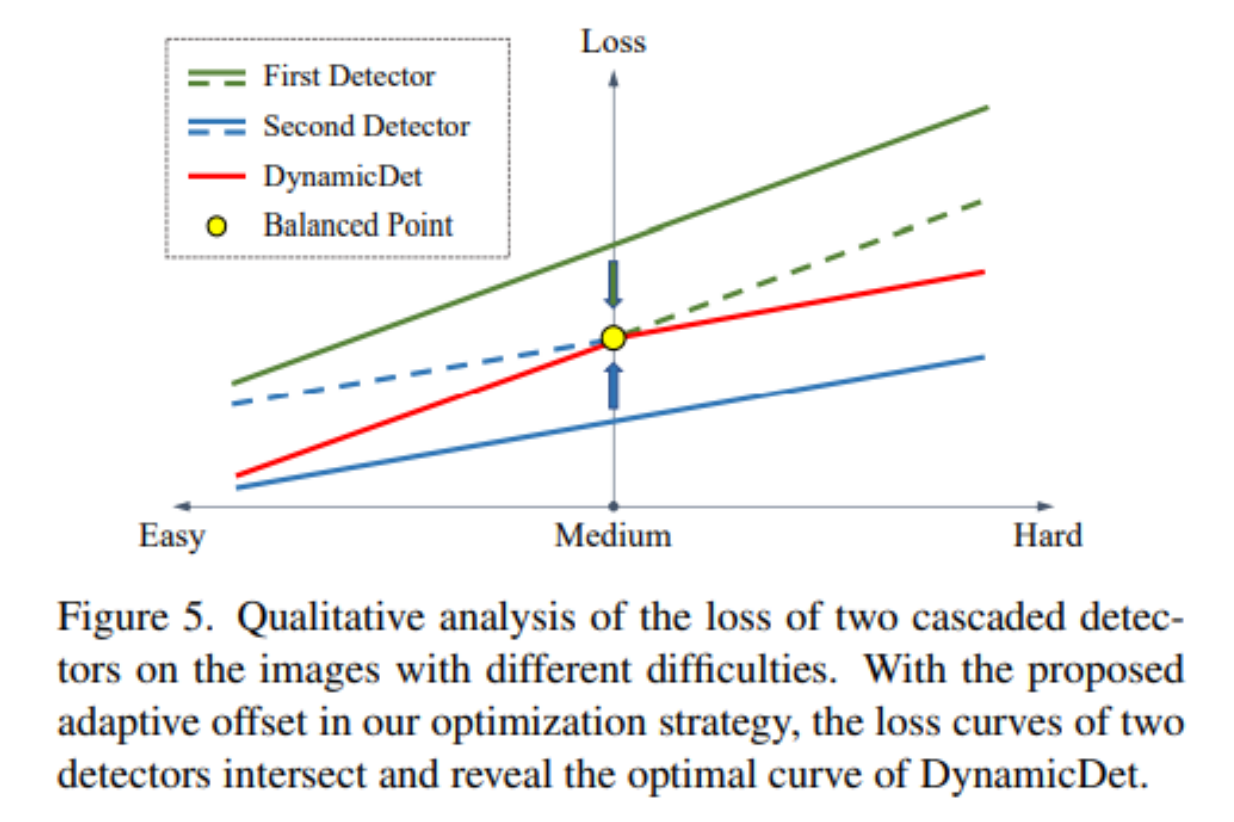 Loss
First Detector
Second Detector
DynamicDet
Balanced Point
Easy
Medium
Hard
Figure 5. Qualitative analysis of the loss of two cascaded detec-
tors on the images with different difficulties. With the proposed
adaptive offset in our optimization strategy, the loss curves of two
detectors intersect and reveal the optimal curve of DynamicDet.